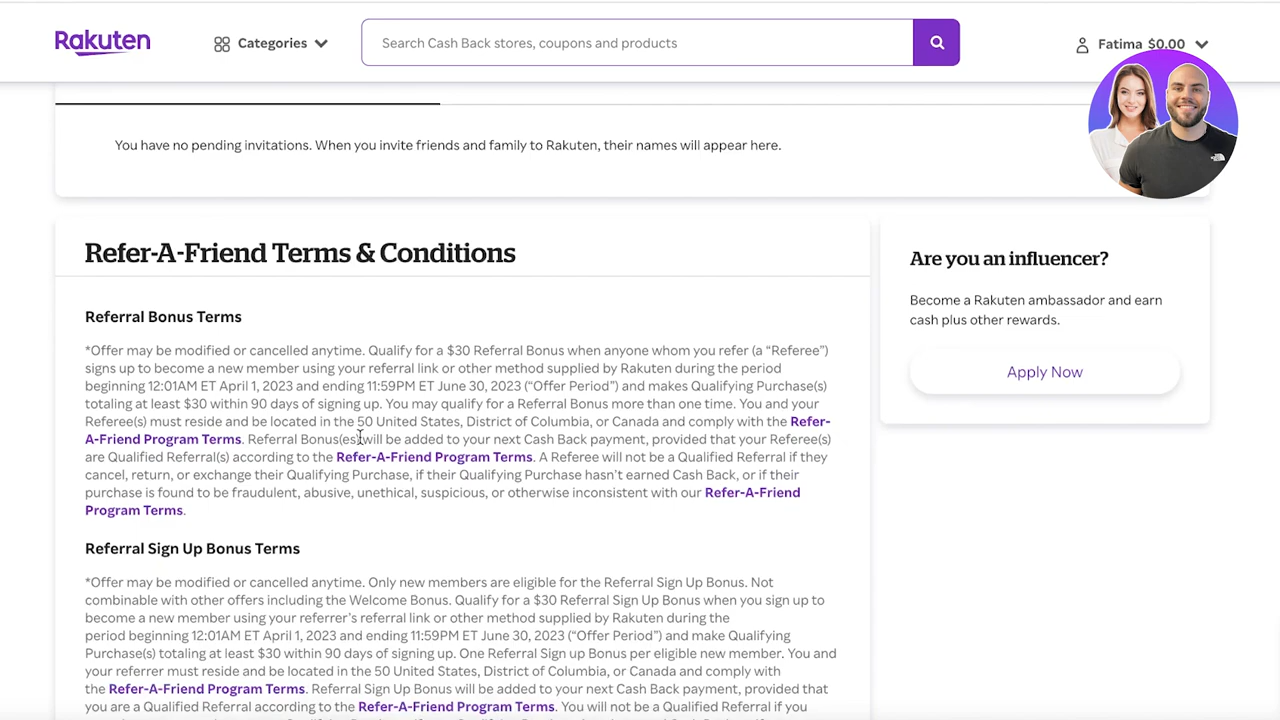 Rakuten
Categories
Search Cash Back stores, coupons and products
Fatima $0.00
You have no pending invitations. When you invite friends and family to Rakuten, their names will appear here.
Refer-A-Friend Terms & Conditions
Referral Bonus Terms
*Offer may be modified or cancelled anytime. Qualify for a $30 Referral Bonus when anyone whom you refer (a “Referee”)
signs up to become a new member using your referral link or other method supplied by Rakuten during the period
beginning 12:01AM ET April 1, 2023 and ending 11:59PM ET June 30, 2023 (“Offer Period”) and makes Qualifying Purchase(s)
totaling at least $30 within 90 days of signing up. You may qualify for a Referral Bonus more than one time. You and your
Referee(s) must reside and be located in the 50 United States, District of Columbia, or Canada and comply with the Refer-
A-Friend Program Terms. Referral Bonus(es) will be added to your next Cash Back payment, provided that your Referee(s)
are Qualified Referral(s) according to the Refer-A-Friend Program Terms. A Referee will not be a Qualified Referral if they
cancel, return, or exchange their Qualifying Purchase, if their Qualifying Purchase hasn't earned Cash Back, or if their
purchase is found to be fraudulent, abusive, unethical, suspicious, or otherwise inconsistent with our Refer-A-Friend
Program Terms.
Referral Sign Up Bonus Terms
*Offer may be modified or cancelled anytime. Only new members are eligible for the Referral Sign Up Bonus. Not
combinable with other offers including the Welcome Bonus. Qualify for a $30 Referral Sign Up Bonus when you sign up to
become a new member using your referrer's referral link or other method supplied by Rakuten during the
period beginning 12:01AM ET April 1, 2023 and ending 11:59PM ET June 30, 2023 (“Offer Period”) and make Qualifying
Purchase(s) totaling at least $30 within 90 days of signing up. One Referral Sign up Bonus per eligible new member. You and
your referrer must reside and be located in the 50 United States, District of Columbia, or Canada and comply with
the Refer-A-Friend Program Terms. Referral Sign Up Bonus will be added to your next Cash Back payment, provided that
you are a Qualified Referral according to the Refer-A-Friend Program Terms. You will not be a Qualified Referral if you
Are you an influencer?
Become a Rakuten ambassador and earn
cash plus other rewards.
Apply Now